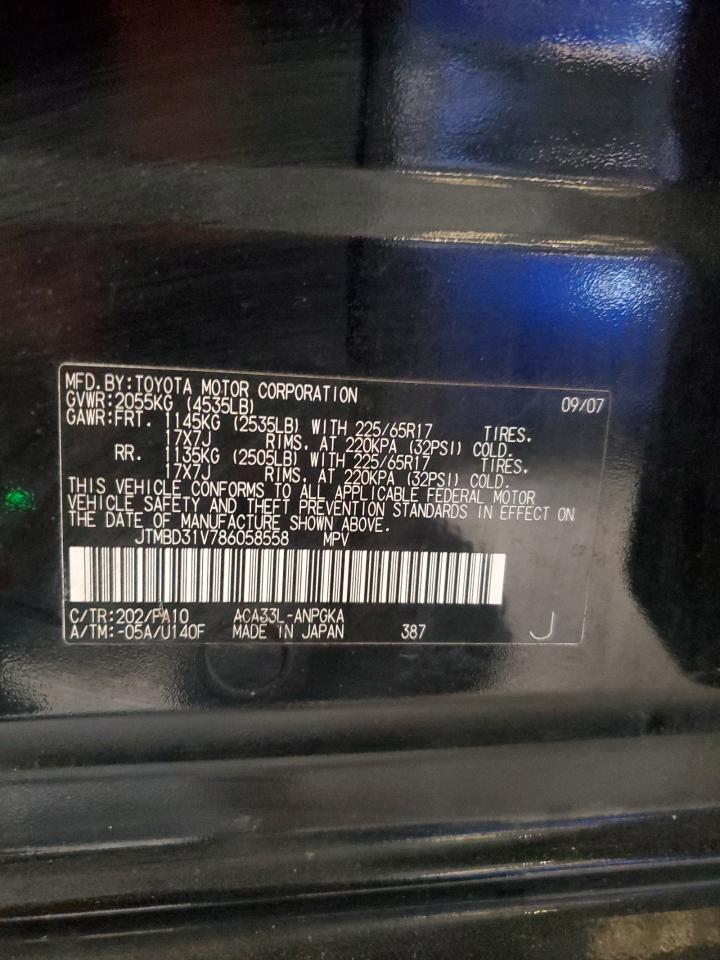 MFD. BY: TOYOTA MOTOR CORPORATION 09/07
GVWR: 2055KG (4535LB)
GAWR: FRT. 1145KG (2535LB) WITH 225/65R17 TIRES.
17X7J RIMS, AT 220KPA (32PSI) COLD.
RR. 1135KG (2505LB) WITH 225/65R17 TIRES,
17X7J RIMS, AT 220KPA (32PSI) COLD.
THIS VEHICLE CONFORMS TO ALL APPLICABLE FEDERAL MOTOR
VEHICLE SAFETY AND THEFT PREVENTION STANDARDS IN EFFECT ON
THE DATE OF MANUFACTURE SHOWN ABOVE.
JTMBD31V786058558 MPV
C/TR: 202/FA10 ACA33L-ANPGKA
A/TM: -05A/U140F MADE IN JAPAN 387 J